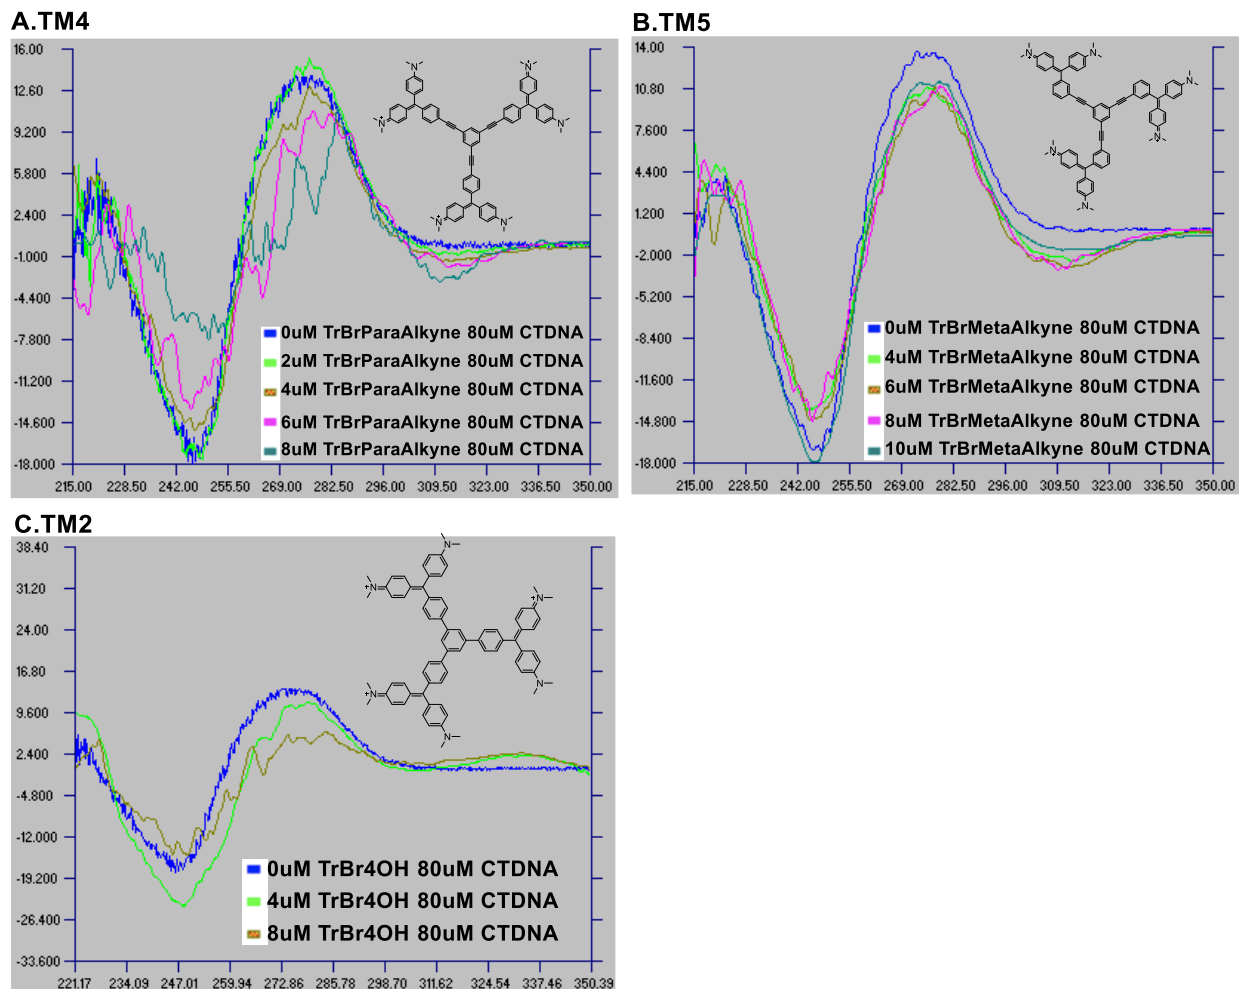 A.TM4
16.00
12.60
9.200
5.800
2.400
-1.000
-4.400
-7.800
-11.200
-14.600
-18.000
215.00 228.50 242.00 255.50 269.00 282.50 296.00 309.50 323.00 336.50 350.00
0uM TrBrParaAlkyne 80uM CTDNA
2uM TrBrParaAlkyne 80uM CTDNA
4uM TrBrParaAlkyne 80uM CTDNA
6uM TrBrParaAlkyne 80uM CTDNA
8uM TrBrParaAlkyne 80uM CTDNA
B.TM5
14.00
10.80
7.600
4.400
1.200
-2.000
-5.200
-8.400
-11.600
-14.800
-18.000
215.00 228.50 242.00 255.50 269.00 282.50 296.00 309.50 323.00 336.50 350.00
0uM TrBrMetaAlkyne 80uM CTDNA
4uM TrBrMetaAlkyne 80uM CTDNA
6uM TrBrMetaAlkyne 80uM CTDNA
8uM TrBrMetaAlkyne 80uM CTDNA
10uM TrBrMetaAlkyne 80uM CTDNA
C.TM2
38.40
31.20
24.00
16.80
9.600
2.400
-4.800
-12.000
-19.200
-26.400
-33.600
221.17 234.09 247.01 259.94 272.86 285.78 298.70 311.62 324.54 337.46 350.39
0uM TrBr4OH 80uM CTDNA
4uM TrBr4OH 80uM CTDNA
8uM TrBr4OH 80uM CTDNA